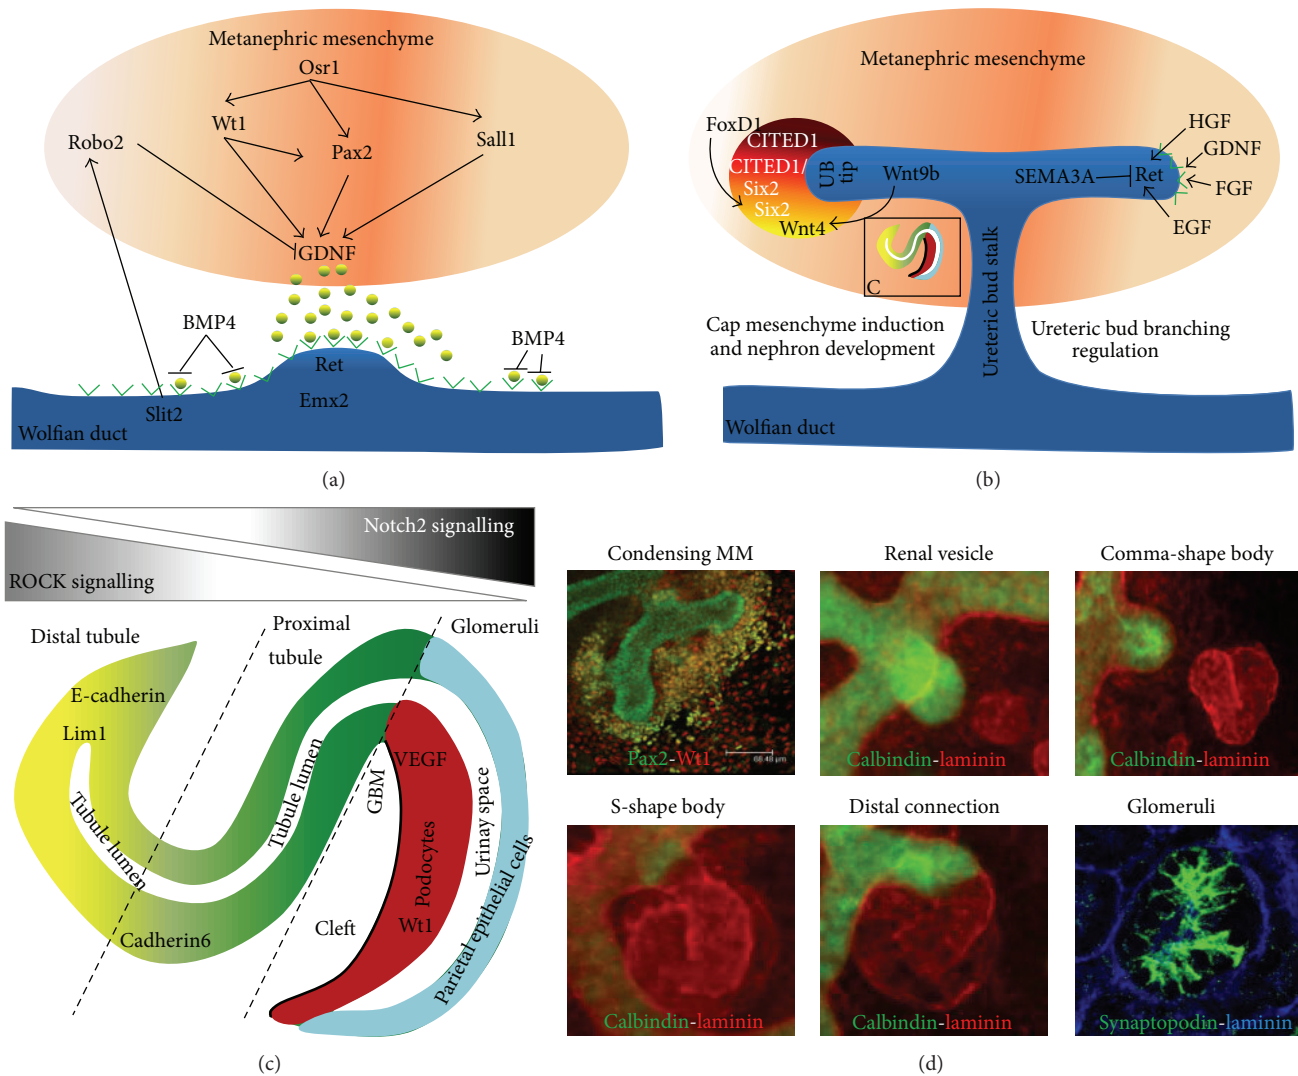 Metanephric mesenchyme
Osr1
Wt1
Robo2
Pax2
Sall1
GDNF
BMP4
BMP4
Ret
Emx2
Slit2
Wolfian duct
(a)
Metanephric mesenchyme
FoxD1
CITED1
CITED1/
Six2
Six2
Wnt4
UB
tip
Wnt9b
SEMA3A
Ret
HGF
GDNF
FGF
EGF
C
Ureteric bud stalk
Cap mesenchyme induction
and nephron development
Ureteric bud branching
regulation
Wolfian duct
(b)
Notch2 signalling
ROCK signalling
Distal tubule
Proximal
tubule
Glomeruli
E-cadherin
Lim1
Tubule lumen
Tubule lumen
Cadherin6
GBM
VEGF
Podocytes
Wt1
Cleft
Urinay space
Parietal epithelial cells
(c)
Condensing MM
Pax2-Wt1
68.48 µm
Renal vesicle
Calbindin-laminin
Comma-shape body
Calbindin-laminin
S-shape body
Calbindin-laminin
Distal connection
Calbindin-laminin
Glomeruli
Synaptopodin-laminin
(d)